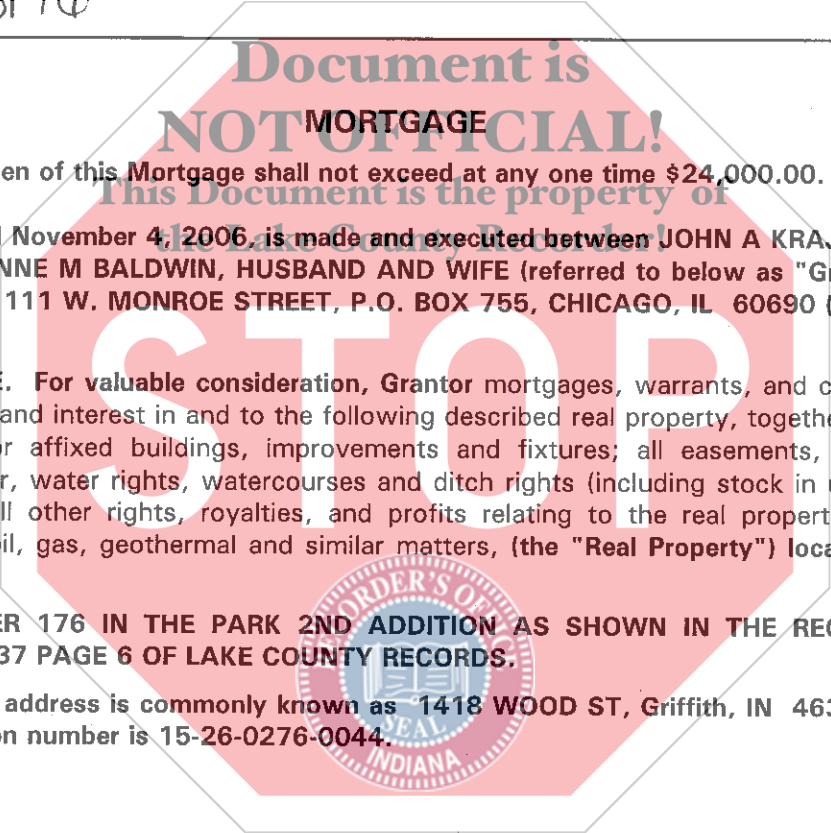 of
Document is
NOT OFFICIAL!
MORTGAGE
en of this Mortgage shall not exceed at any one time $24,000.00.
This Document is the property of
the Lake County Recorder!
November 4, 2006, is made and executed between JOHN A KRA
NNE M BALDWIN, HUSBAND AND WIFE (referred to below as "G
111 W. MONROE STREET, P.O. BOX 755, CHICAGO, IL 60690 (
STOP
E. For valuable consideration, Grantor mortgages, warrants, and c
and interest in and to the following described real property, togethe
or affixed buildings, improvements and fixtures; all easements,
r, water rights, watercourses and ditch rights (including stock in
ll other rights, royalties, and profits relating to the real propert
il, gas, geothermal and similar matters, (the "Real Property") loca
ER 176 IN THE PARK 2ND ADDITION AS SHOWN IN THE REC
37 PAGE 6 OF LAKE COUNTY RECORDS.
address is commonly known as 1418 WOOD ST, Griffith, IN 463
on number is 15-26-0276-0044.
RECORDER'S OF
SEAL
INDIANA